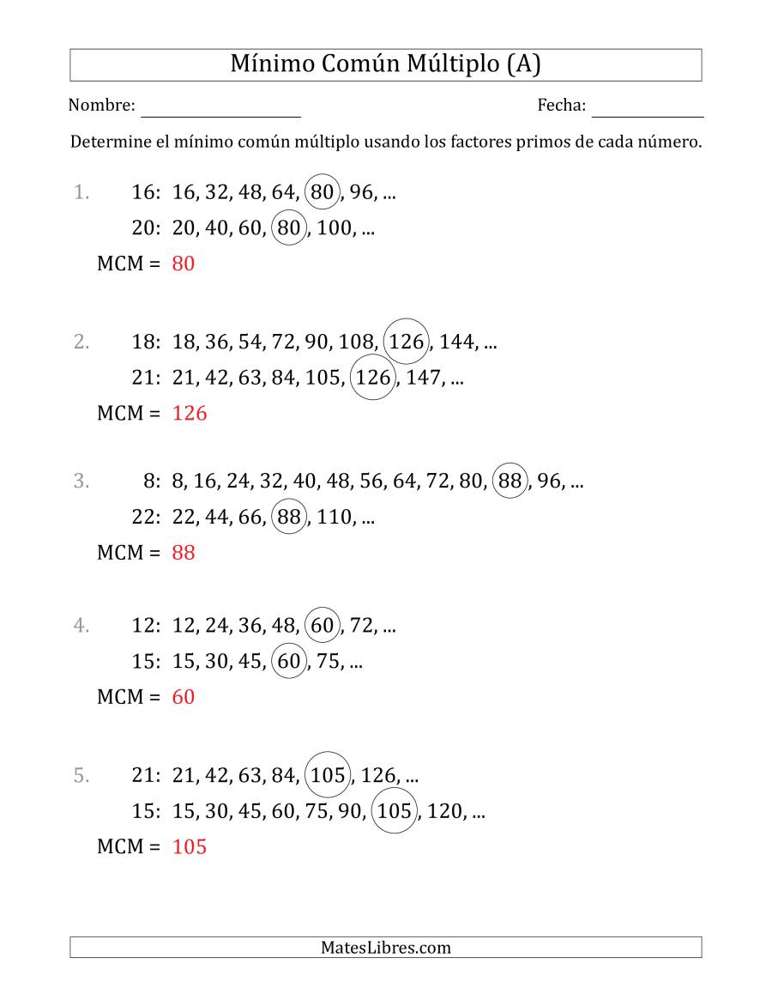 Mínimo Común Múltiplo (A)
Nombre: Fecha:
Determine el mínimo común múltiplo usando los factores primos de cada número.
1. 16: 16, 32, 48, 64, 80, 96, ...
20: 20, 40, 60, 80, 100, ...
MCM = 80
2. 18: 18, 36, 54, 72, 90, 108, 126, 144, ...
21: 21, 42, 63, 84, 105, 126, 147, ...
MCM = 126
3. 8: 8, 16, 24, 32, 40, 48, 56, 64, 72, 80, 88, 96, ...
22: 22, 44, 66, 88, 110, ...
MCM = 88
4. 12: 12, 24, 36, 48, 60, 72, ...
15: 15, 30, 45, 60, 75, ...
MCM = 60
5. 21: 21, 42, 63, 84, 105, 126, ...
15: 15, 30, 45, 60, 75, 90, 105, 120, ...
MCM = 105
MatesLibres.com